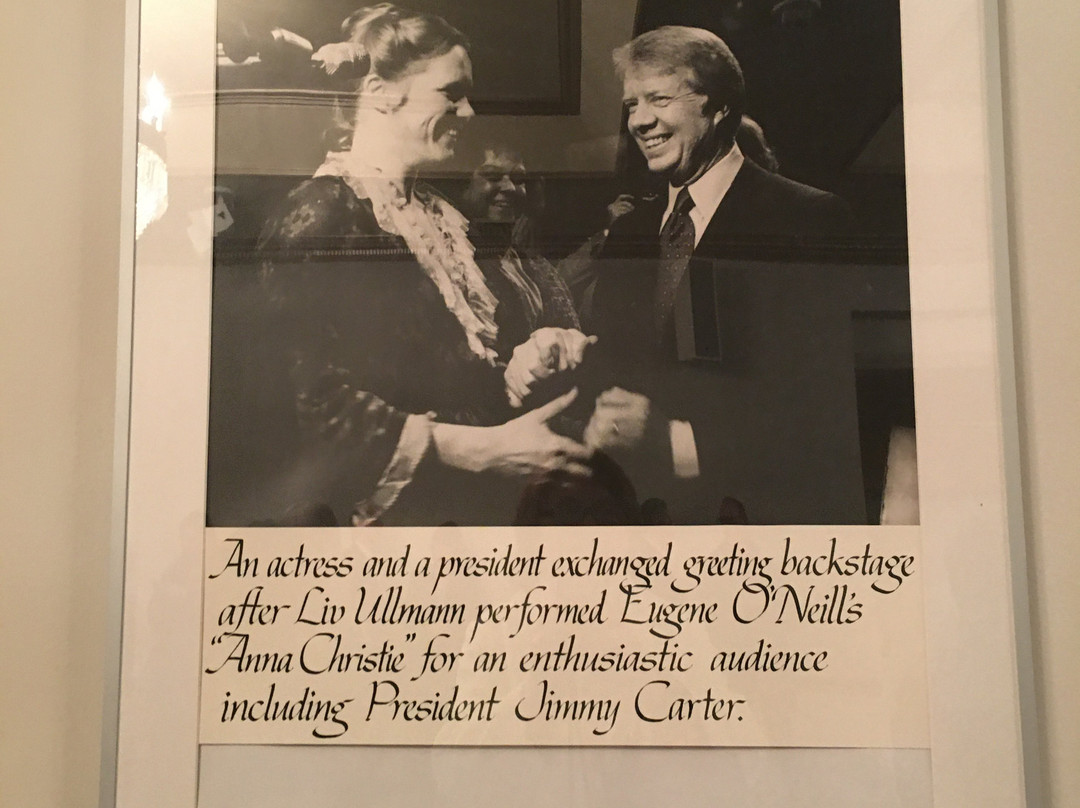 An actress and a president exchanged greeting backstage
after Liv Ullmann performed Eugene O'Neill's
"Anna Christie" for an enthusiastic audience
including President Jimmy Carter.